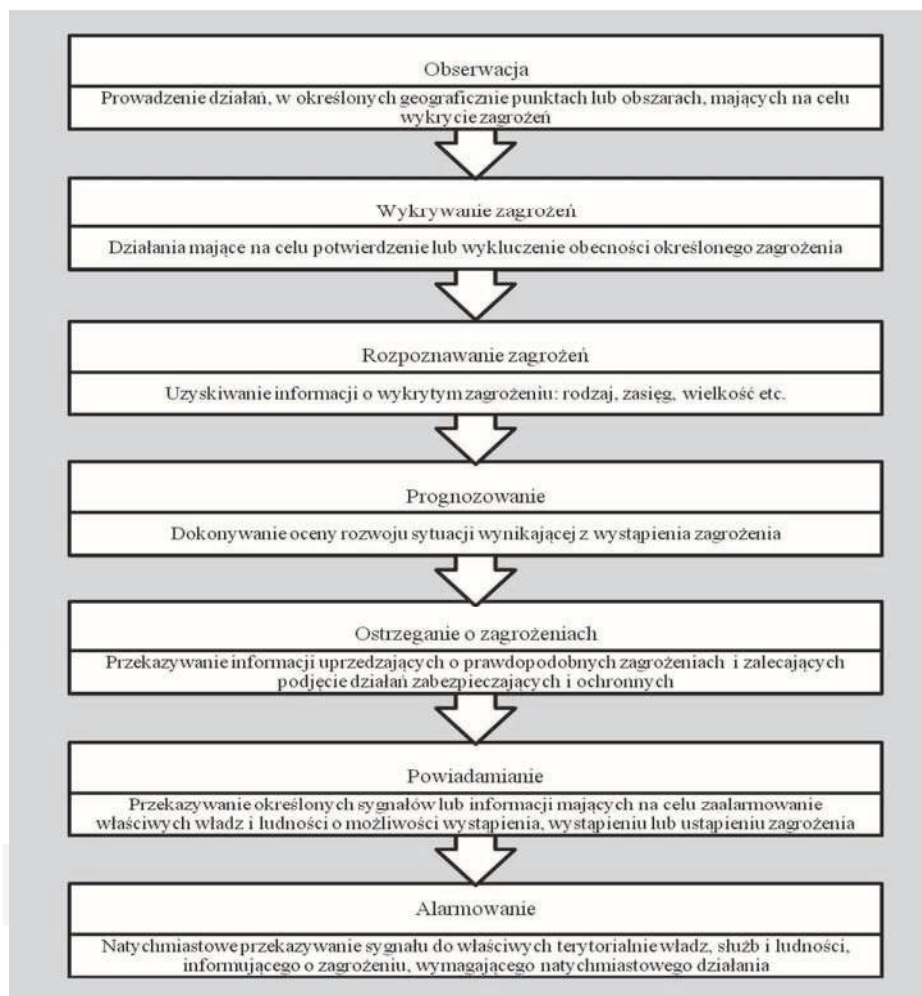 Obserwacja
Prowadzenie działań, w określonych geograficznie punktach lub obszarach, mających na celu
wykrycie zagrożeń
Wykrywanie zagrożeń
Działania mające na celu potwierdzenie lub wykluczenie obecności określonego zagrożenia
Rozpoznawanie zagrożeń
Uzyskiwanie informacji o wykrytym zagrożeniu: rodzaj, zasięg, wielkość etc.
Prognozowanie
Dokonywanie oceny rozwoju sytuacji wynikającej z wystąpienia zagrożenia
Ostrzeganie o zagrożeniach
Przekazywanie informacji uprzedzających o prawdopodobnych zagrożeniach i zalecających
podjęcie działań zabezpieczających i ochronnych
Powiadamianie
Przekazywanie określonych sygnałów lub informacji mających na celu zaalarmowanie
właściwych władz i ludności o możliwości wystąpienia, wystąpieniu lub ustąpieniu zagrożenia
Alarmowanie
Natychmiastowe przekazywanie sygnału do właściwych terytorialnie władz, służb i ludności,
informującego o zagrożeniu, wymagającego natychmiastowego działania